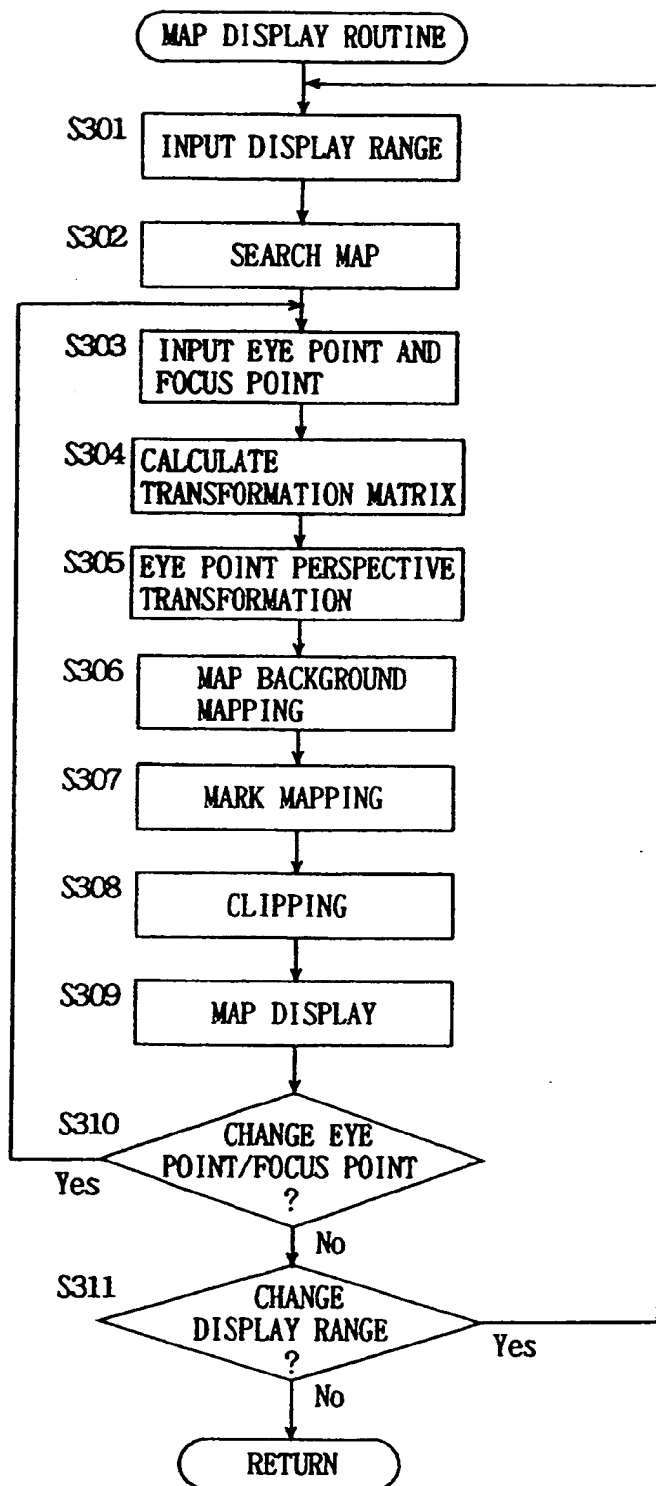 MAP DISPLAY ROUTINE
S301
INPUT DISPLAY RANGE
S302
SEARCH MAP
S303
INPUT EYE POINT AND
FOCUS POINT
S304
CALCULATE
TRANSFORMATION MATRIX
S305
EYE POINT PERSPECTIVE
TRANSFORMATION
S306
MAP BACKGROUND
MAPPING
S307
MARK MAPPING
S308
CLIPPING
S309
MAP DISPLAY
S310
CHANGE EYE
POINT/FOCUS POINT
?
Yes
No
S311
CHANGE
DISPLAY RANGE
?
Yes
No
RETURN